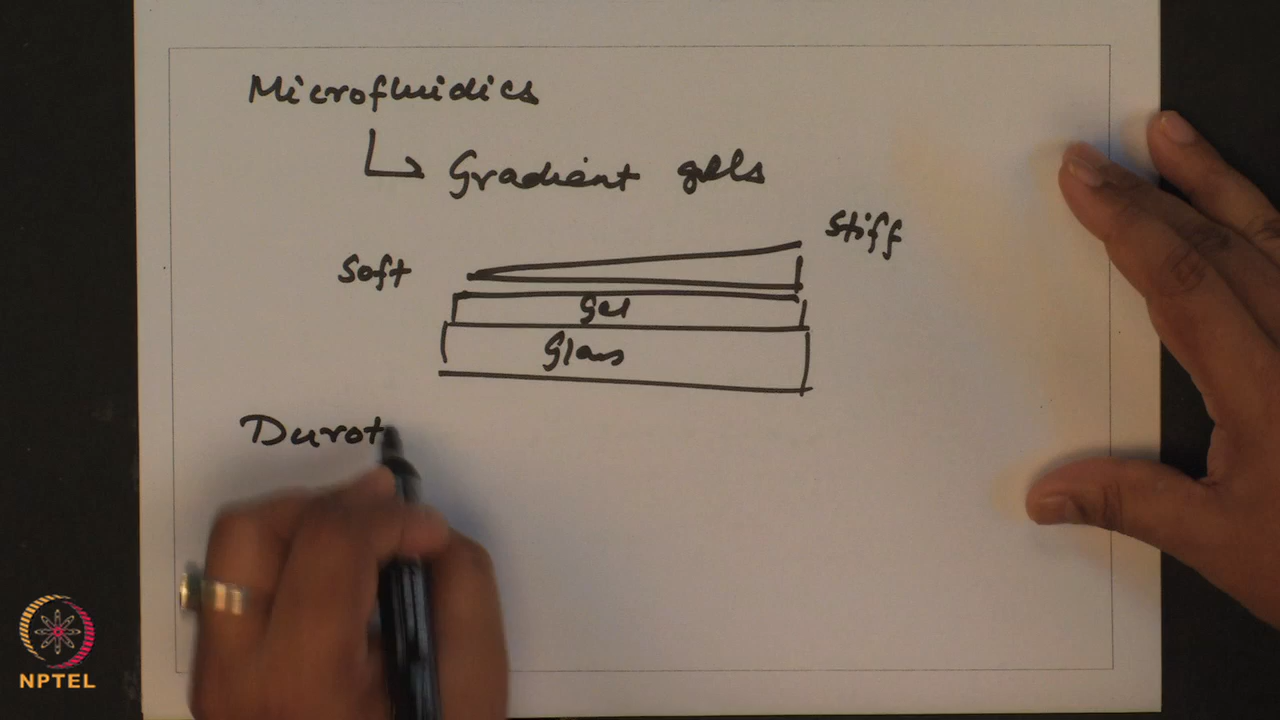 Microfluidics
Gradient gels
Stiff
Soft
Gel
Glass
Durot
NPTEL